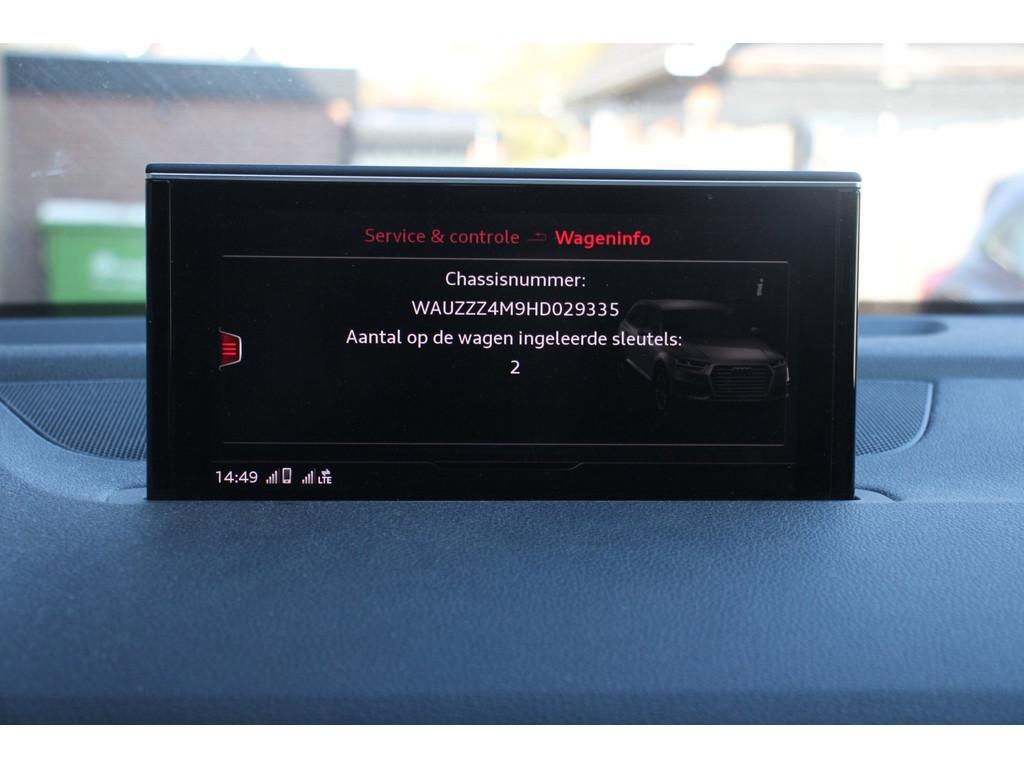 Service & controle Wageninfo
Chassisnummer:
WAUZZZ4M9HD029335
Aantal op de wagen ingeleerde sleutels:
2
14:49 LTE